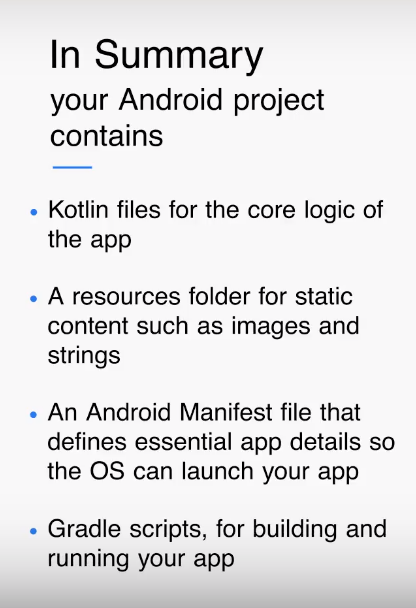 In Summary
your Android project
contains
• Kotlin files for the core logic of
the app
• A resources folder for static
content such as images and
strings
• An Android Manifest file that
defines essential app details so
the OS can launch your app
• Gradle scripts, for building and
running your app